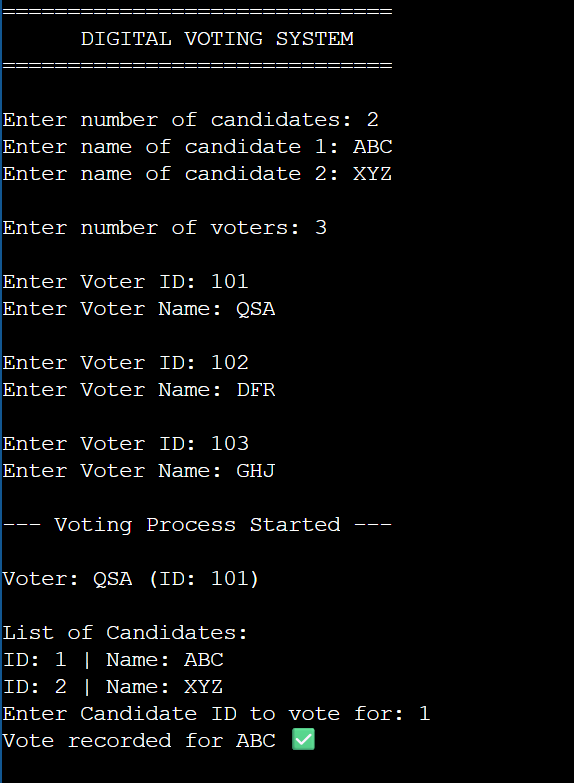 ==============================
DIGITAL VOTING SYSTEM
==============================
Enter number of candidates: 2
Enter name of candidate 1: ABC
Enter name of candidate 2: XYZ
Enter number of voters: 3
Enter Voter ID: 101
Enter Voter Name: QSA
Enter Voter ID: 102
Enter Voter Name: DFR
Enter Voter ID: 103
Enter Voter Name: GHJ
--- Voting Process Started ---
Voter: QSA (ID: 101)
List of Candidates:
ID: 1 | Name: ABC
ID: 2 | Name: XYZ
Enter Candidate ID to vote for: 1
Vote recorded for ABC ✅